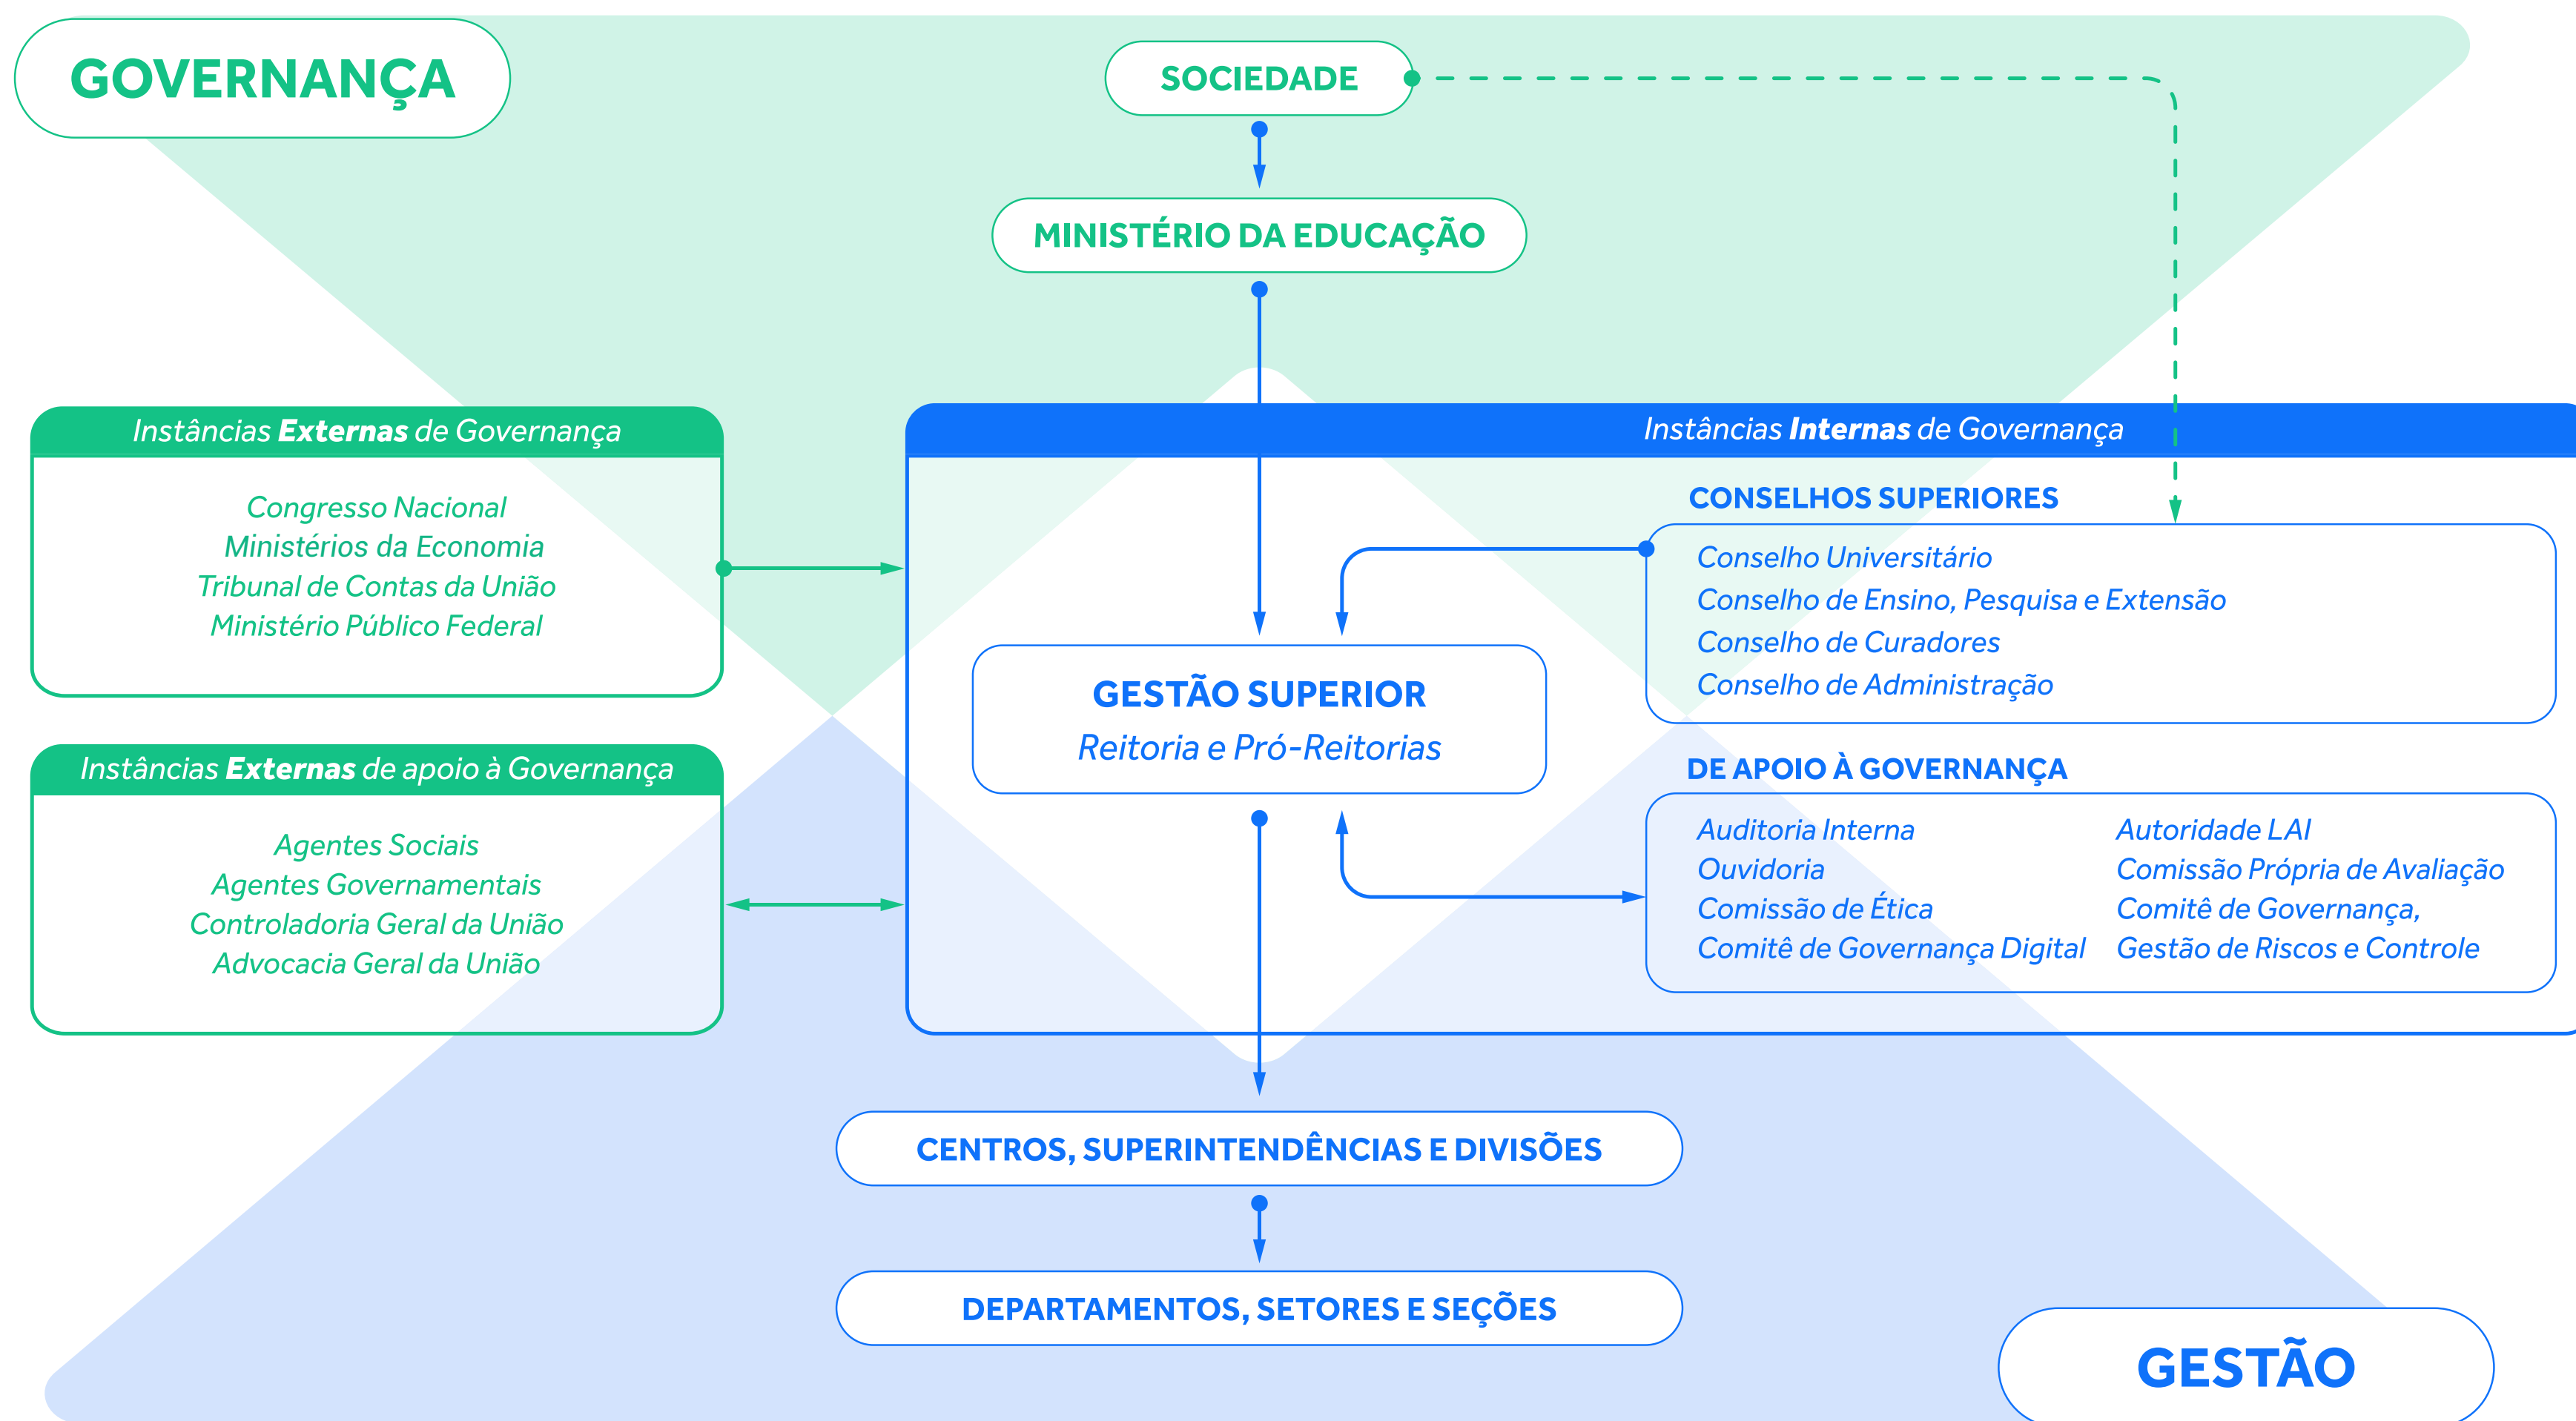 GOVERNANÇA
SOCIEDADE
MINISTÉRIO DA EDUCAÇÃO
Instâncias Externas de Governança
Congresso Nacional
Ministérios da Economia
Tribunal de Contas da União
Ministério Público Federal
Instâncias Externas de apoio à Governança
Agentes Sociais
Agentes Governamentais
Controladoria Geral da União
Advocacia Geral da União
Instâncias Internas de Governança
GESTÃO SUPERIOR
Reitoria e Pró-Reitorias
CONSELHOS SUPERIORES
Conselho Universitário
Conselho de Ensino, Pesquisa e Extensão
Conselho de Curadores
Conselho de Administração
DE APOIO À GOVERNANÇA
Auditoria Interna
Ouvidoria
Comissão de Ética
Comitê de Governança Digital
Autoridade LAI
Comissão Própria de Avaliação
Comitê de Governança,
Gestão de Riscos e Controle
CENTROS, SUPERINTENDÊNCIAS E DIVISÕES
DEPARTAMENTOS, SETORES E SEÇÕES
GESTÃO